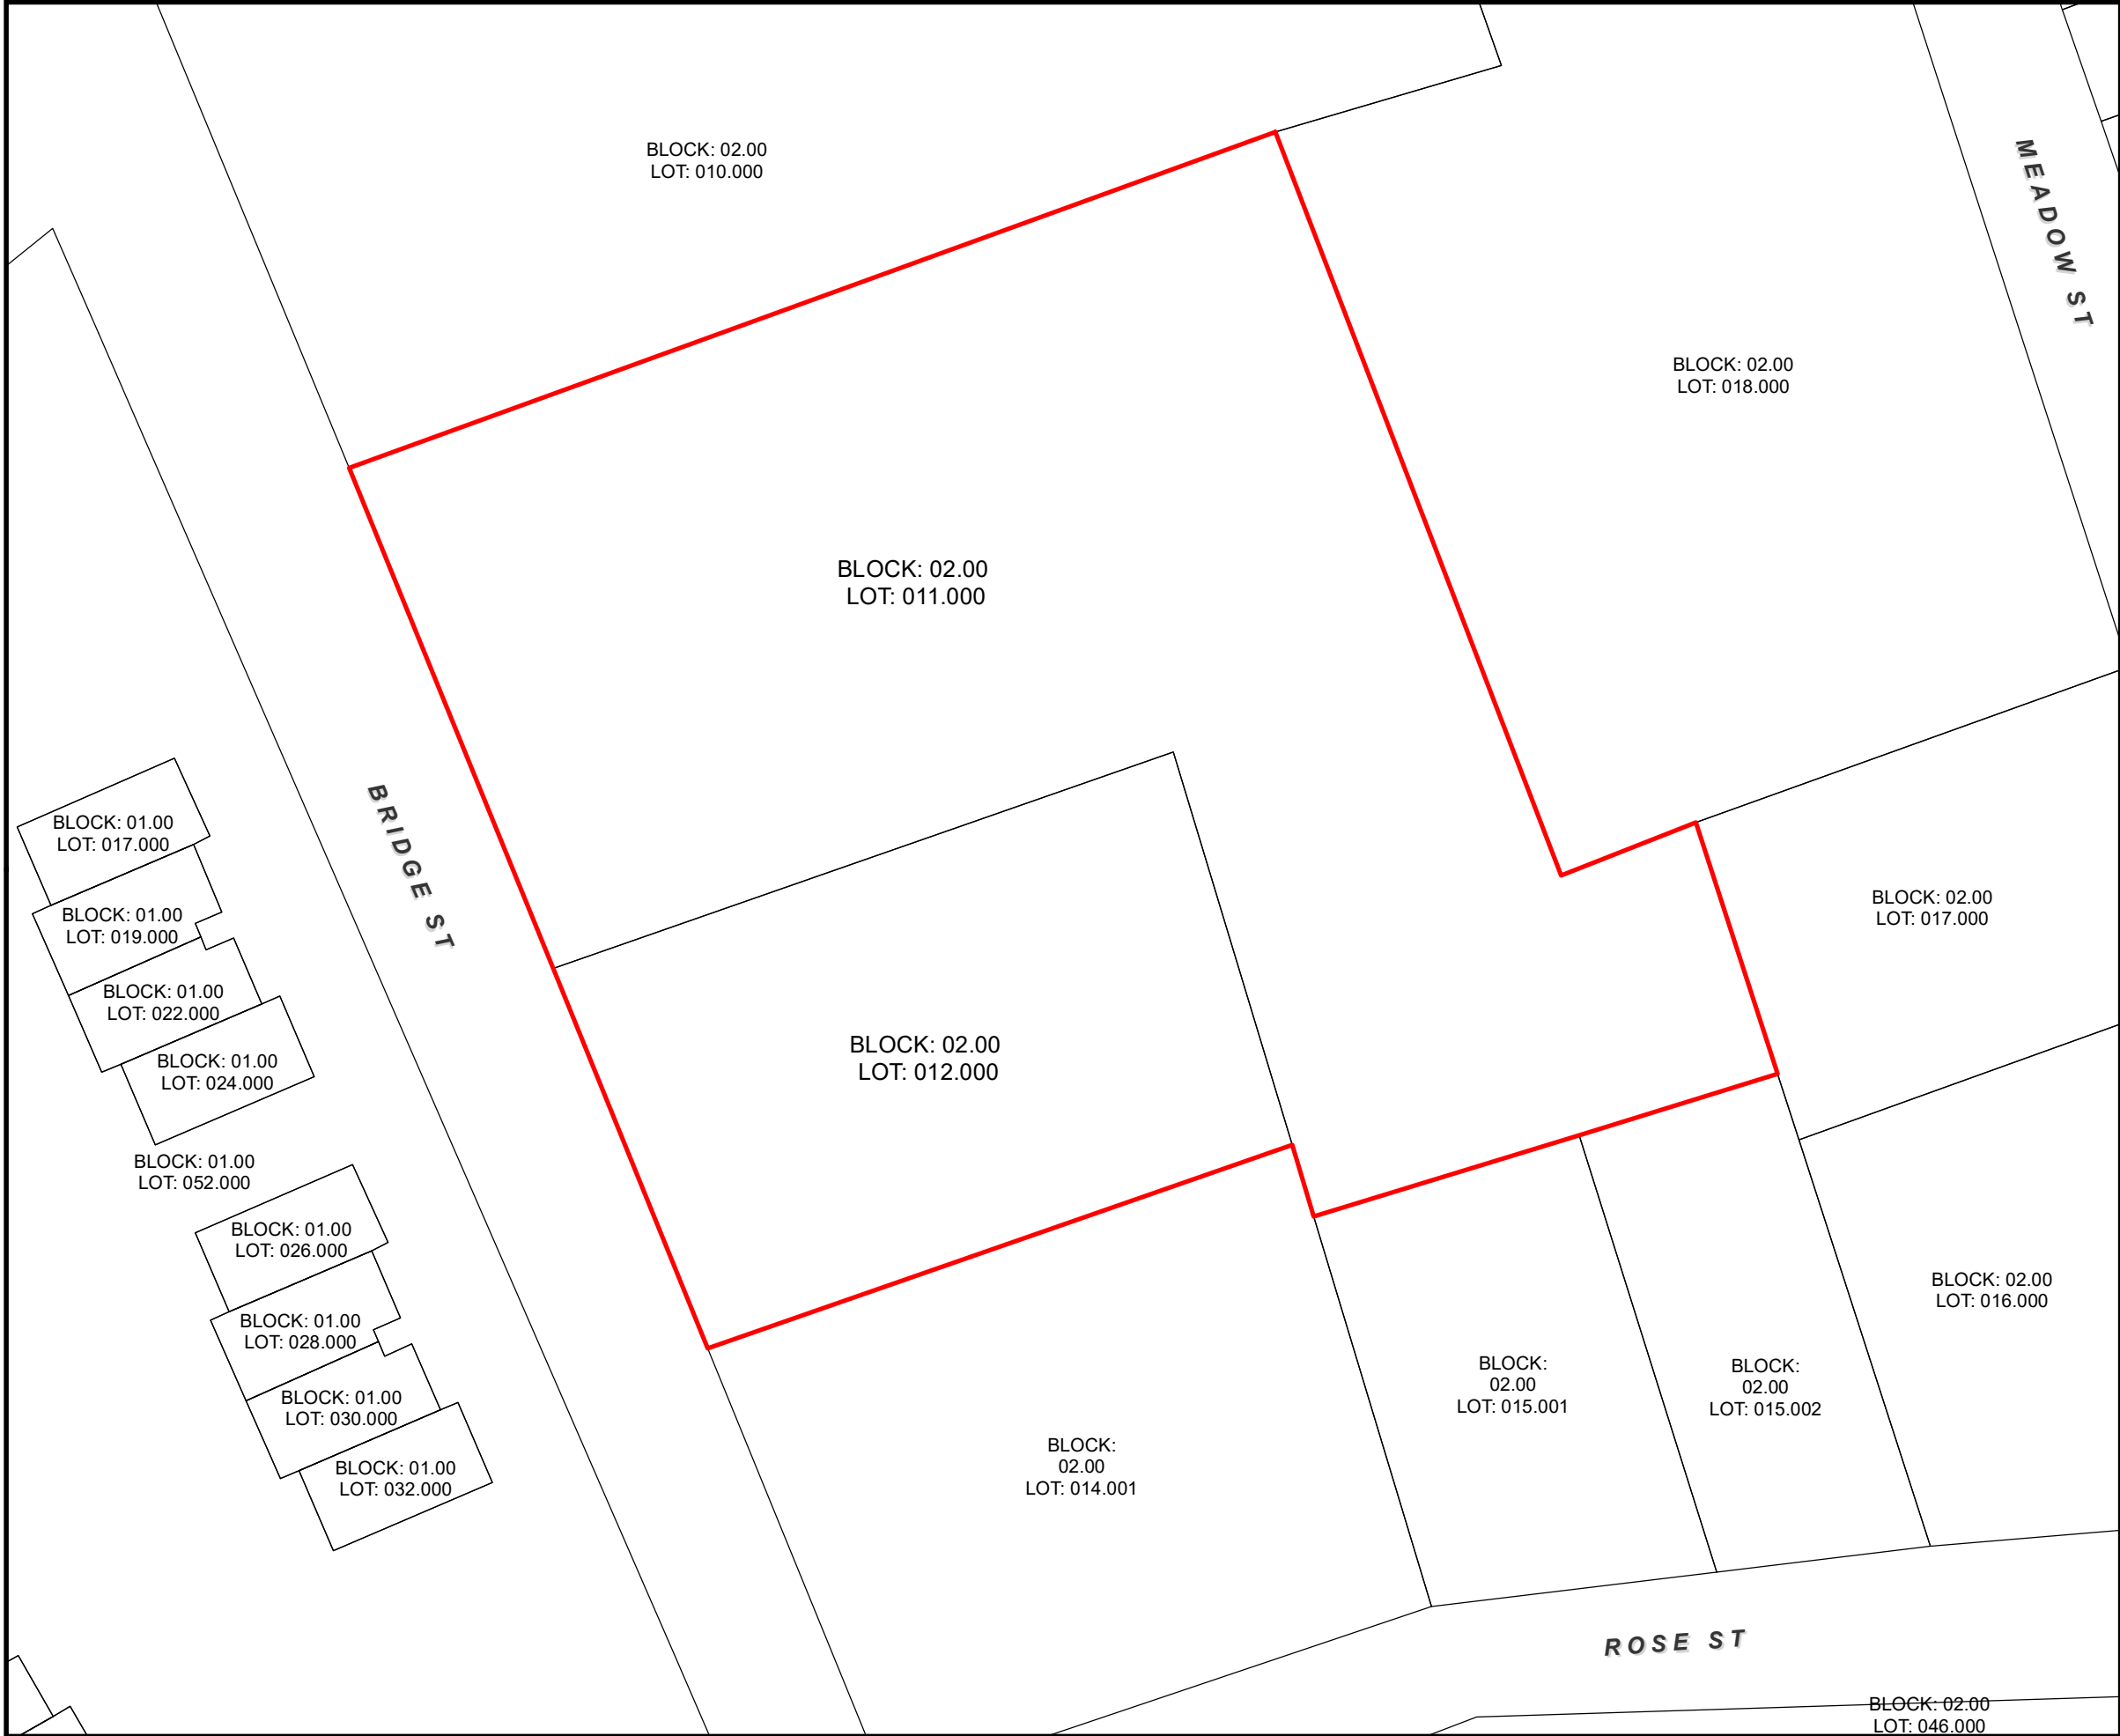 BLOCK: 02.00
LOT: 010.000
MEADOW ST
BLOCK: 02.00
LOT: 018.000
BLOCK: 02.00
LOT: 011.000
BRIDGE ST
BLOCK: 01.00
LOT: 017.000
BLOCK: 01.00
LOT: 019.000
BLOCK: 01.00
LOT: 022.000
BLOCK: 01.00
LOT: 024.000
BLOCK: 02.00
LOT: 017.000
BLOCK: 02.00
LOT: 012.000
BLOCK: 01.00
LOT: 052.000
BLOCK: 01.00
LOT: 026.000
BLOCK: 01.00
LOT: 028.000
BLOCK: 01.00
LOT: 030.000
BLOCK: 01.00
LOT: 032.000
BLOCK: 02.00
LOT: 016.000
BLOCK:
02.00
LOT: 015.001
BLOCK:
02.00
LOT: 015.002
BLOCK:
02.00
LOT: 014.001
ROSE ST
BLOCK: 02.00
LOT: 046.000